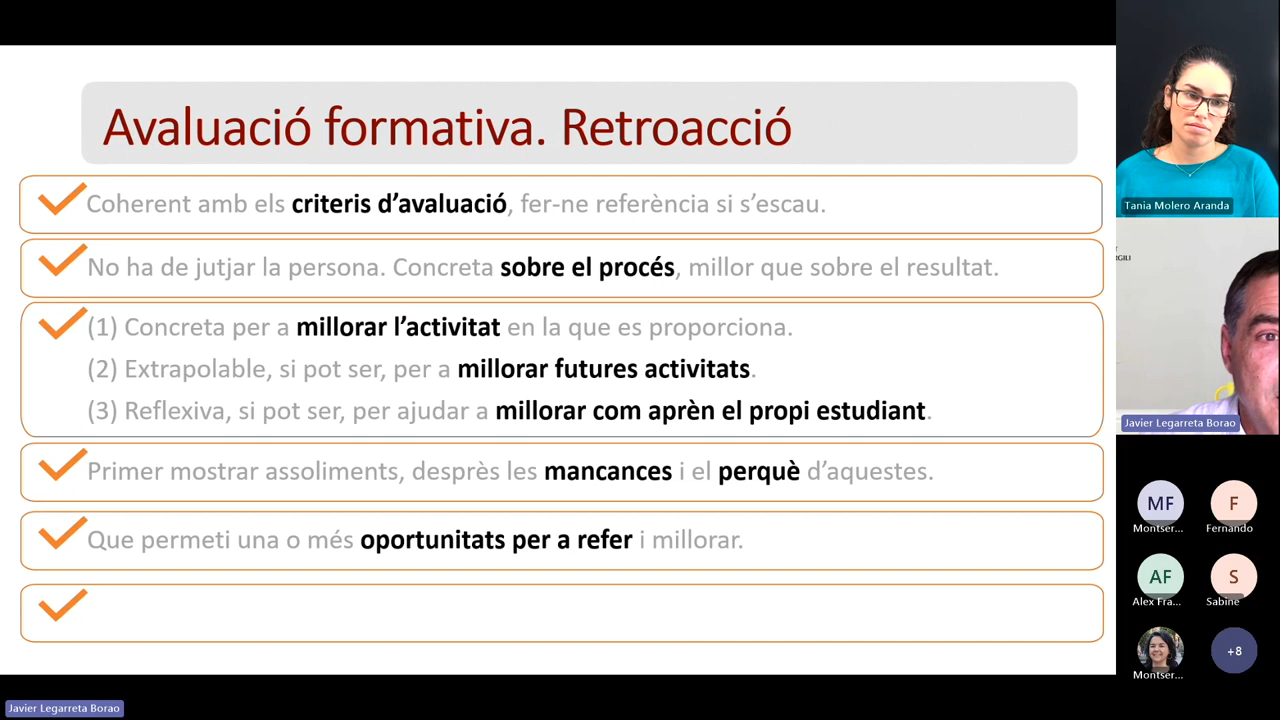 Avaluació formativa. Retroacció
Coherent amb els criteris d’avaluació, fer-ne referència si s’escau.
No ha de jutjar la persona. Concreta sobre el procés, millor que sobre el resultat.
(1) Concreta per a millorar l’activitat en la que es proporciona.
(2) Extrapolable, si pot ser, per a millorar futures activitats.
(3) Reflexiva, si pot ser, per ajudar a millorar com aprèn el propi estudiant.
Primer mostrar assoliments, desprès les mancances i el perquè d’aquestes.
Que permeti una o més oportunitats per a refer i millorar.
Tania Molero Aranda
Javier Legarreta Borao
MF
Montser...
F
Fernando
AF
Alex Fra...
S
Sabine
Montser...
+8
Javier Legarreta Borao